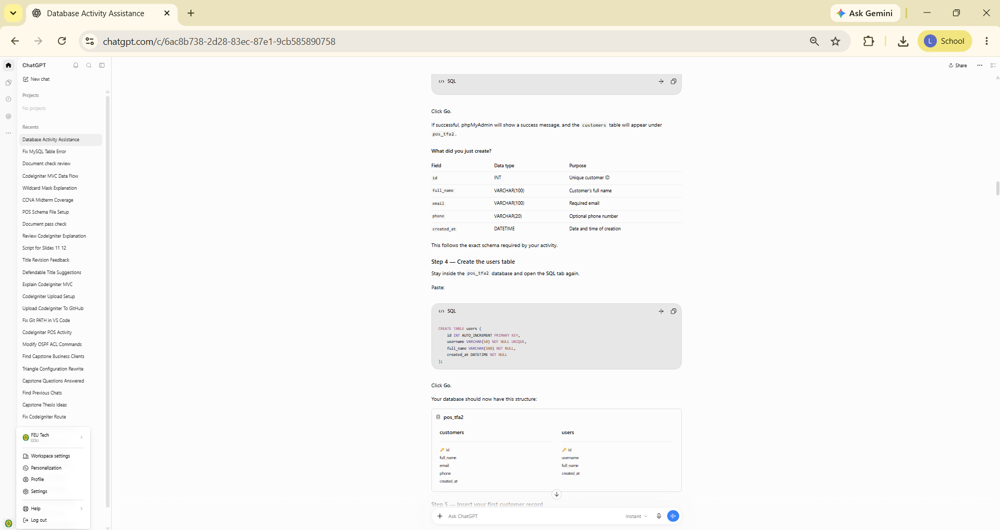 Database Activity Assistance
Ask Gemini
chatgpt.com/c/6ac8b738-2d28-83ec-87e1-9cb585890758
L School
ChatGPT
New chat
Projects
No projects
Recents
Database Activity Assistance
Fix MySQL Table Error
Document check review
CodeIgniter MVC Data Flow
Wildcard Mask Explanation
CCNA Midterm Coverage
POS Schema File Setup
Document pass check
Review CodeIgniter Explanation
Script for Slides 11 12
Title Revision Feedback
Defendable Title Suggestions
Explain CodeIgniter MVC
CodeIgniter Upload Setup
Upload CodeIgniter To GitHub
Fix Git PATH in VS Code
CodeIgniter POS Activity
Modify OSPF ACL Commands
Find Capstone Business Clients
Triangle Configuration Rewrite
Capstone Questions Answered
Find Previous Chats
Capstone Thesis Ideas
Fix CodeIgniter Route
FEU Tech
EDU
Workspace settings
Personalization
Profile
Settings
Help
Log out
Share
SQL
Click Go.
If successful, phpMyAdmin will show a success message, and the customers table will appear under
pos_tfa2.
What did you just create?
Field Data type Purpose
id INT Unique customer ID
full_name VARCHAR(100) Customer's full name
email VARCHAR(100) Required email
phone VARCHAR(20) Optional phone number
created_at DATETIME Date and time of creation
This follows the exact schema required by your activity.
Step 4 — Create the users table
Stay inside the pos_tfa2 database and open the SQL tab again.
Paste:
SQL
CREATE TABLE users (
id INT AUTO_INCREMENT PRIMARY KEY,
username VARCHAR(50) NOT NULL UNIQUE,
full_name VARCHAR(100) NOT NULL,
created_at DATETIME NOT NULL
);
Click Go.
Your database should now have this structure:
pos_tfa2
customers users
id id
full_name username
email full_name
phone created_at
created_at
Step 5 — Insert your first customer record
Ask ChatGPT
Instant